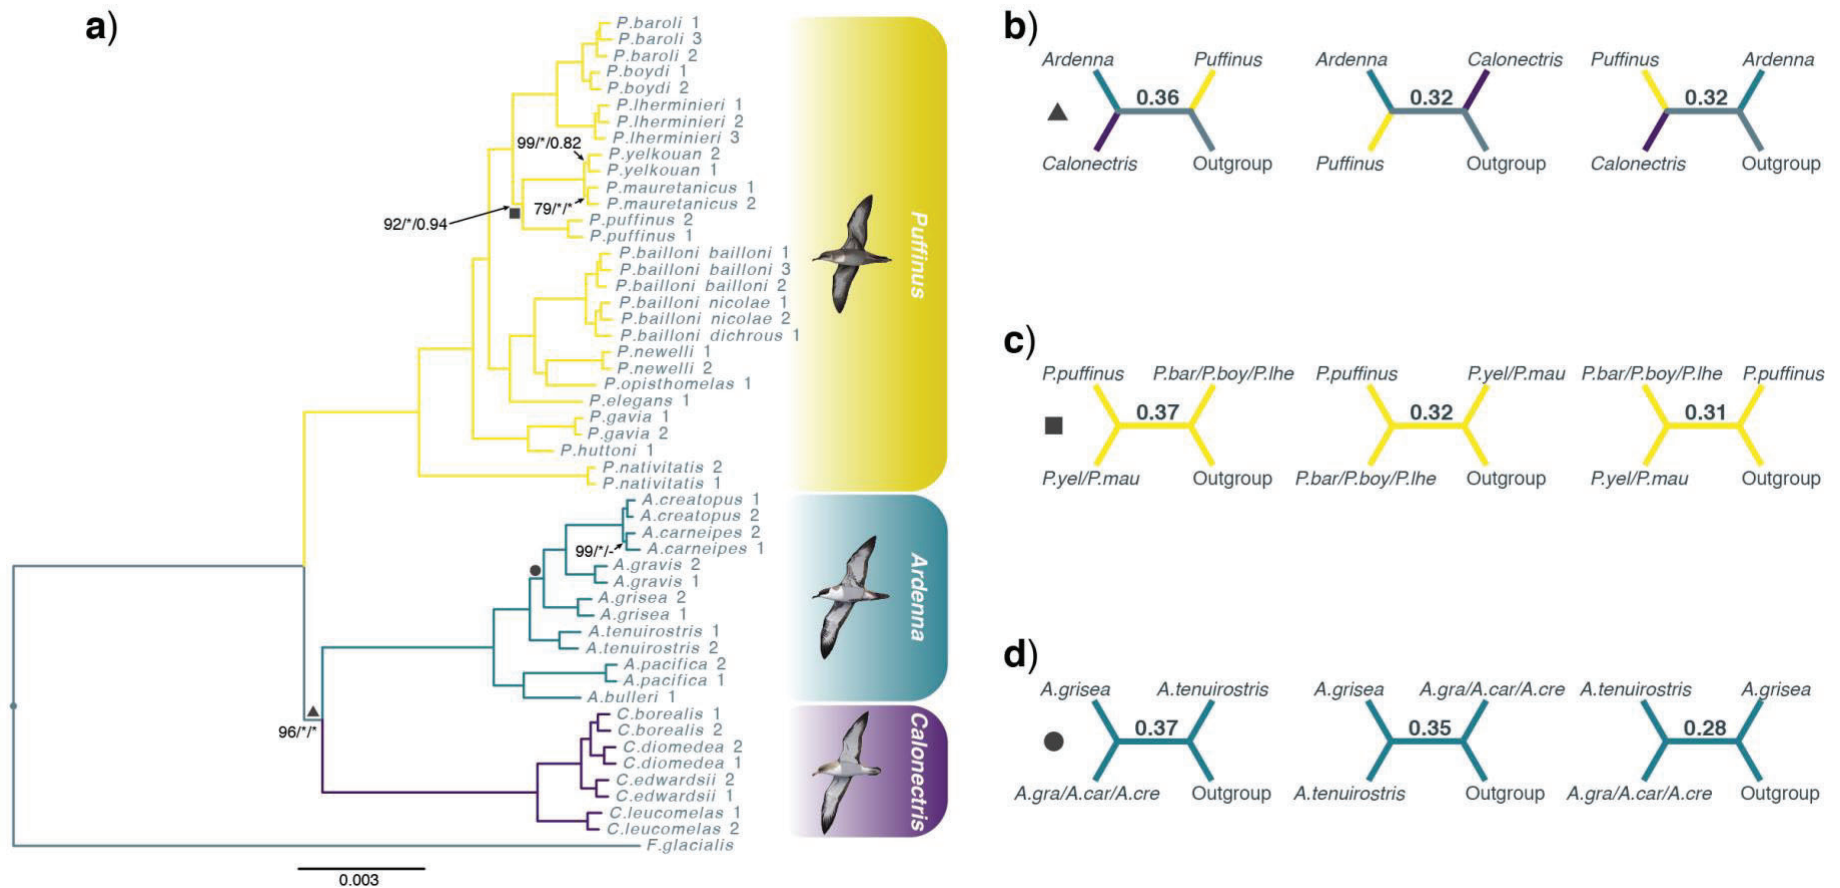 a)
P.baroli 1
P.baroli 3
P.baroli 2
P.boydi 1
P.boydi 2
P.lherminieri 1
P.lherminieri 2
P.lherminieri 3
99/*/0.82
P.yelkouan 2
P.yelkouan 1
P.mauretanicus 1
79/*/*
P.mauretanicus 2
92/*/0.94
P.puffinus 2
P.puffinus 1
P.bailloni bailloni 1
P.bailloni bailloni 3
P.bailloni bailloni 2
P.bailloni nicolae 1
P.bailloni nicolae 2
P.bailloni dichrous 1
P.newelli 1
P.newelli 2
P.opisthomelas 1
P.elegans 1
P.gavia 1
P.gavia 2
P.huttoni 1
P.nativitatis 2
P.nativitatis 1
Puffinus
A.creatopus 1
A.creatopus 2
A.carneipes 2
99/*/-
A.carneipes 1
A.gravis 2
A.gravis 1
A.grisea 2
A.grisea 1
A.tenuirostris 1
A.tenuirostris 2
A.pacifica 2
A.pacifica 1
A.bulleri 1
Ardenna
96/*/*
C.borealis 1
C.borealis 2
C.diomedea 2
C.diomedea 1
C.edwardsii 2
C.edwardsii 1
C.leucomelas 1
C.leucomelas 2
Calonectris
F.glacialis
0.003
b)
Ardenna Puffinus Ardenna Calonectris Puffinus Ardenna
0.36 0.32 0.32
Calonectris Outgroup Puffinus Outgroup Calonectris Outgroup
c)
P.puffinus P.bar/P.boy/P.lhe P.puffinus P.yel/P.mau P.bar/P.boy/P.lhe P.puffinus
0.37 0.32 0.31
P.yel/P.mau Outgroup P.bar/P.boy/P.lhe Outgroup P.yel/P.mau Outgroup
d)
A.grisea A.tenuirostris A.grisea A.gra/A.car/A.cre A.tenuirostris A.grisea
0.37 0.35 0.28
A.gra/A.car/A.cre Outgroup A.tenuirostris Outgroup A.gra/A.car/A.cre Outgroup